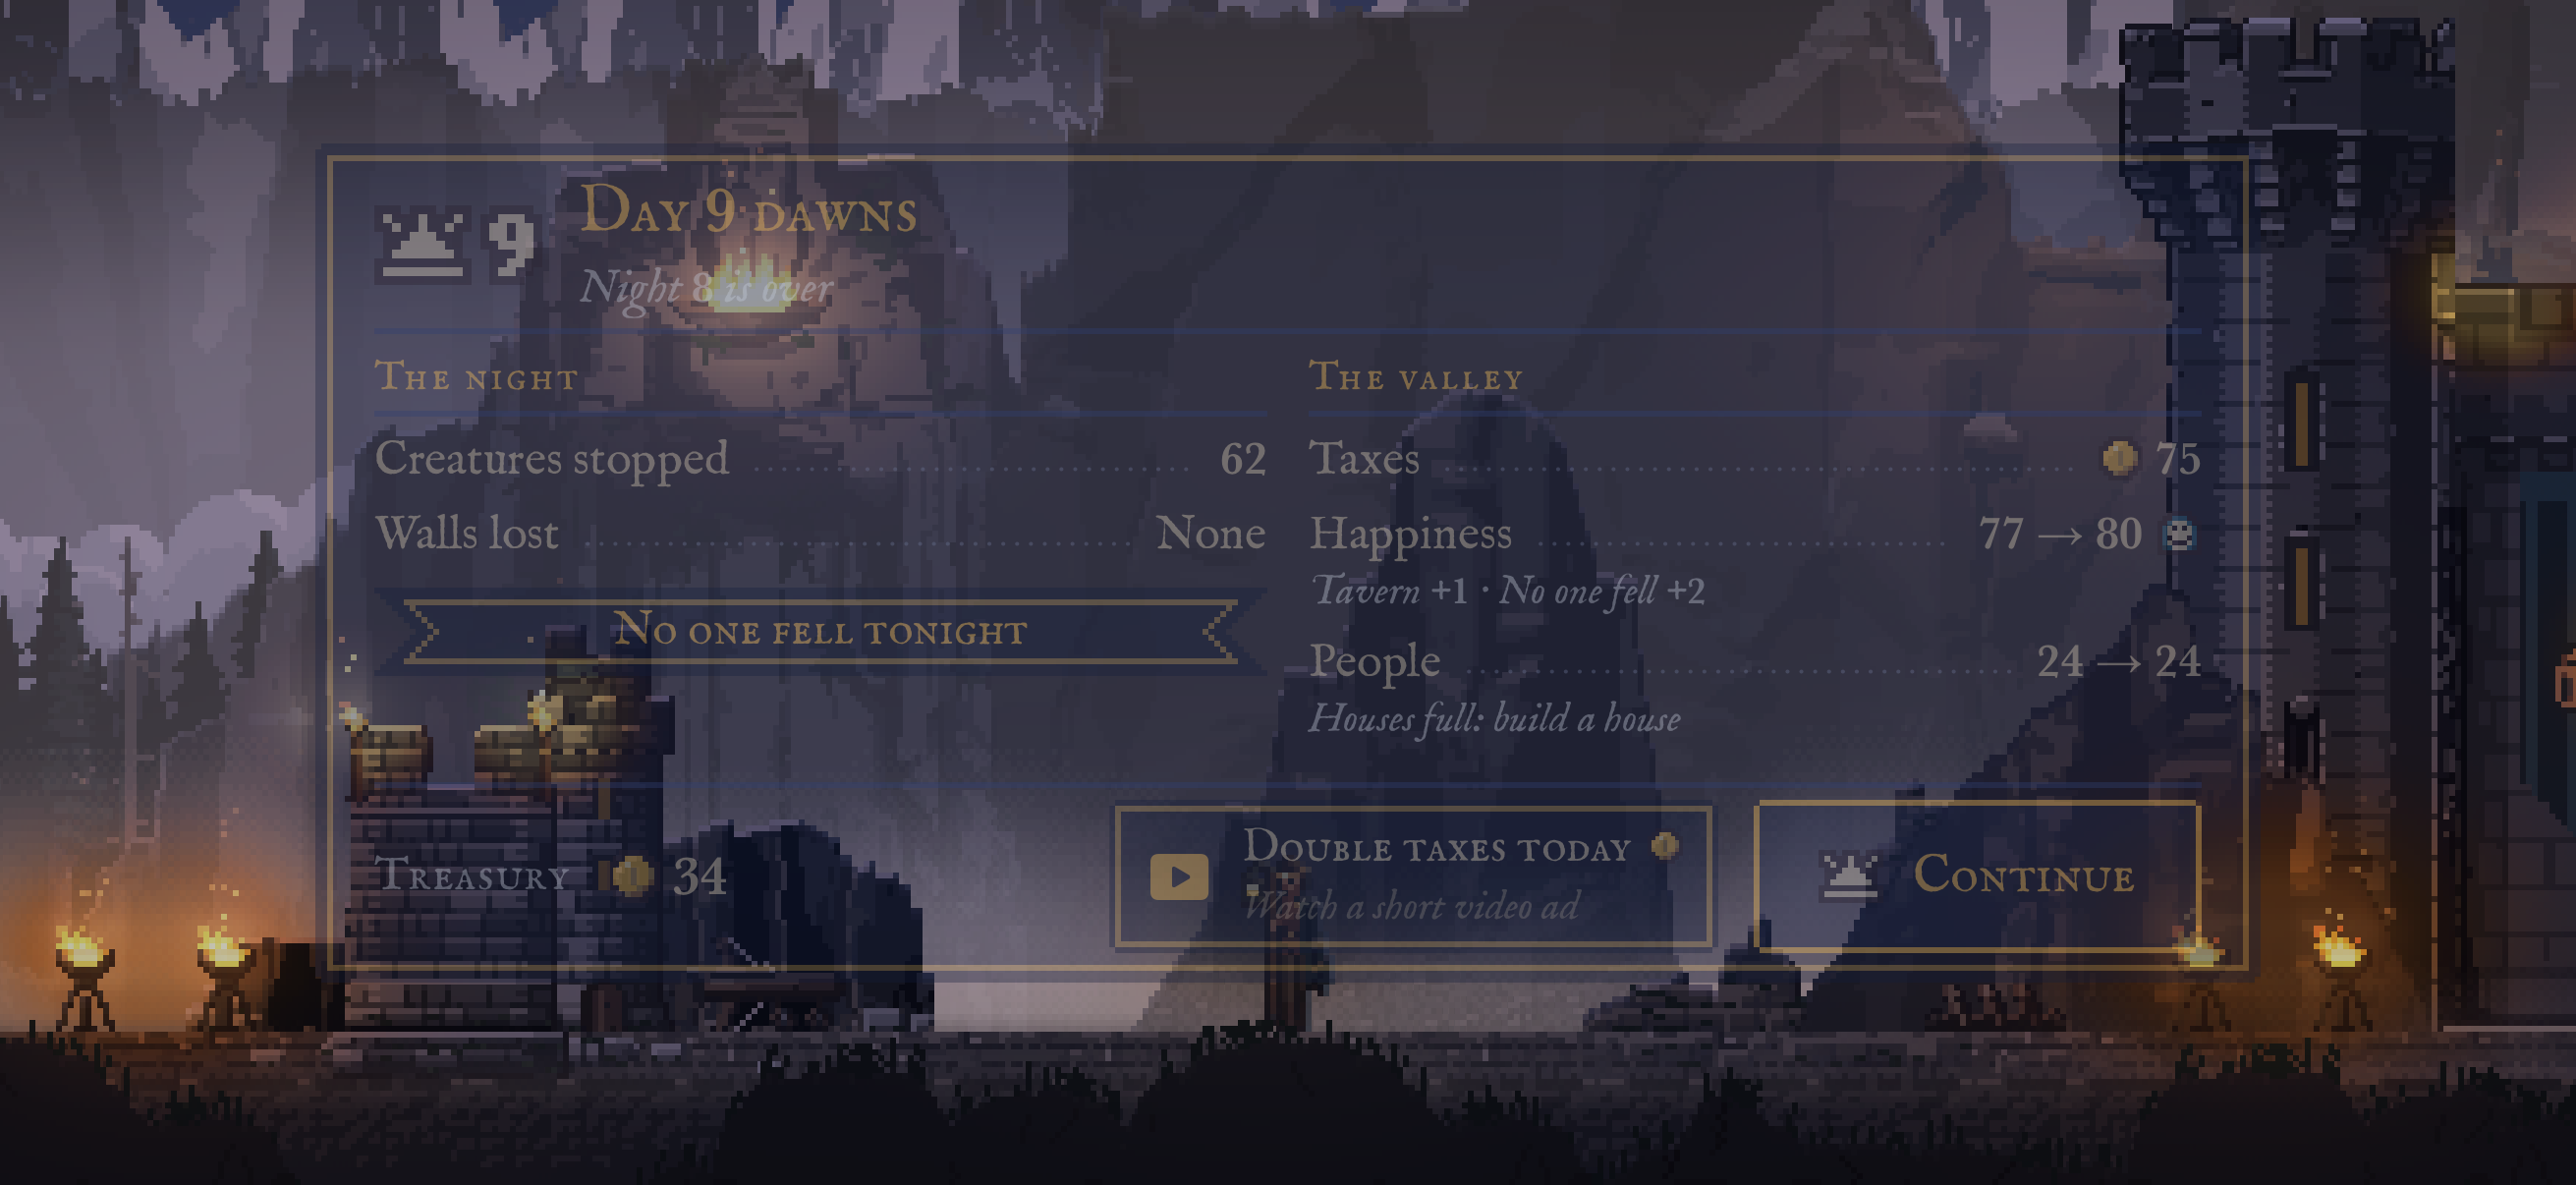 9
Day 9 dawns
Night 8 is over
The night
Creatures stopped 62
Walls lost None
No one fell tonight
The valley
Taxes 75
Happiness 77 → 80
Tavern +1 · No one fell +2
People 24 → 24
Houses full: build a house
Treasury 34
Double taxes today
Watch a short video ad
Continue